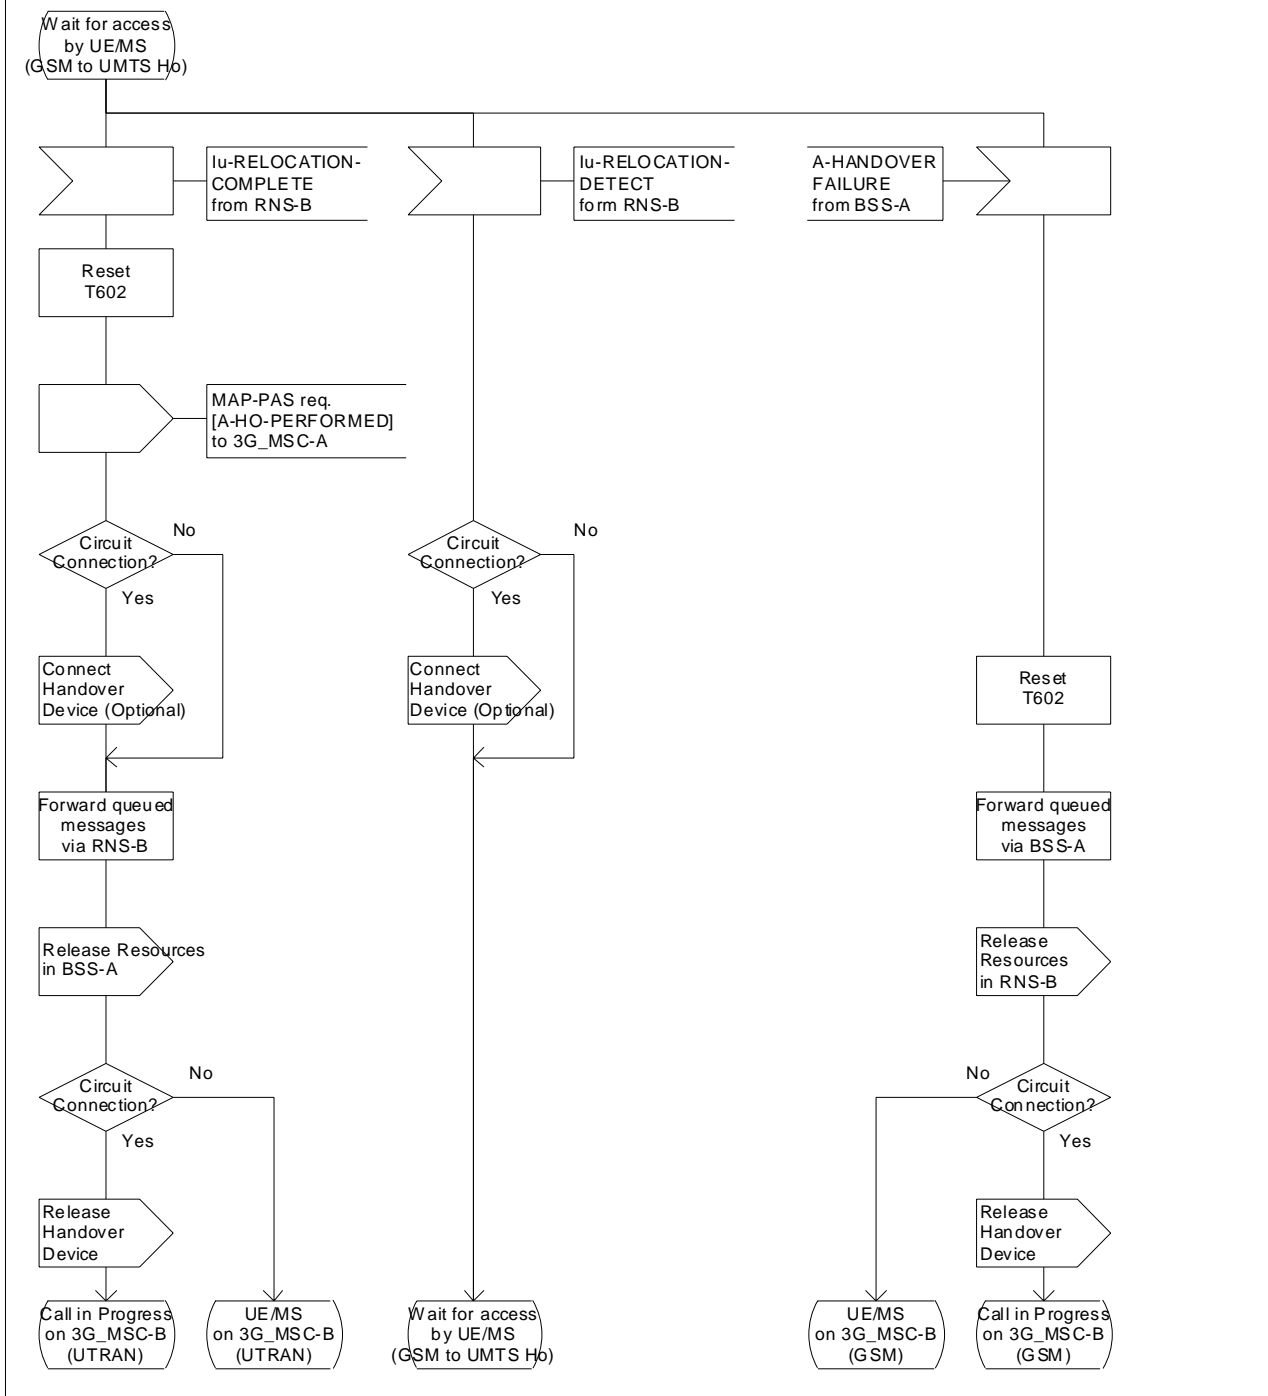 Wait for access
by UE/MS
(GSM to UMTS Ho)
Iu-RELOCATION-
COMPLETE
from RNS-B
Iu-RELOCATION-
DETECT
form RNS-B
A-HANDOVER
FAILURE
from BSS-A
Reset
T602
MAP-PAS req.
[A-HO-PERFORMED]
to 3G_MSC-A
Circuit
Connection?
No
Yes
Circuit
Connection?
No
Yes
Connect
Handover
Device (Optional)
Connect
Handover
Device (Optional)
Reset
T602
Forward queued
messages
via RNS-B
Forward queued
messages
via BSS-A
Release Resources
in BSS-A
Release
Resources
in RNS-B
Circuit
Connection?
No
Yes
No
Circuit
Connection?
Yes
Release
Handover
Device
Release
Handover
Device
Call in Progress
on 3G_MSC-B
(UTRAN)
UE/MS
on 3G_MSC-B
(UTRAN)
Wait for access
by UE/MS
(GSM to UMTS Ho)
UE/MS
on 3G_MSC-B
(GSM)
Call in Progress
on 3G_MSC-B
(GSM)